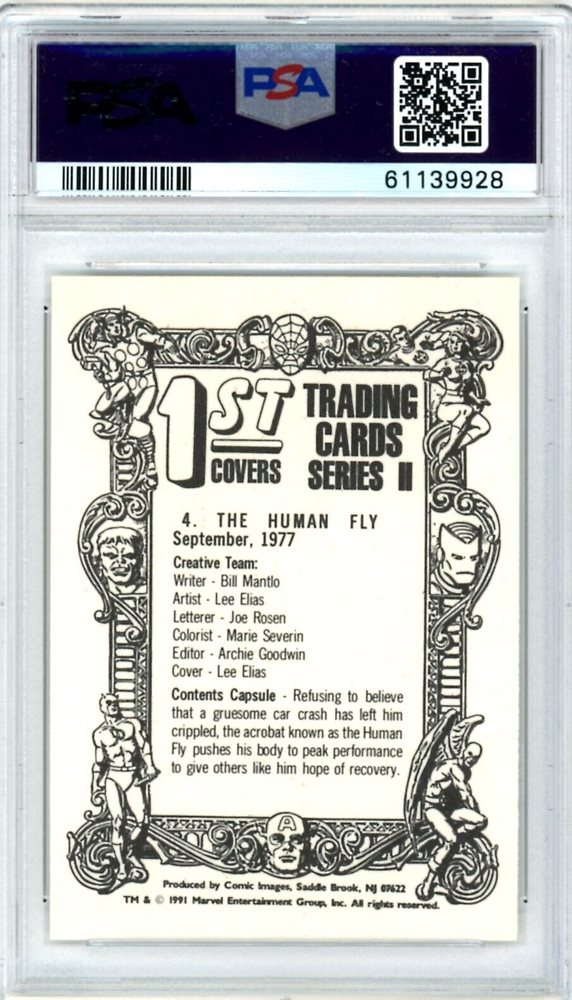 PSA
PSA
61139928
1ST
COVERS
TRADING
CARDS
SERIES II
4. THE HUMAN FLY
September, 1977
Creative Team:
Writer - Bill Mantlo
Artist - Lee Elias
Letterer - Joe Rosen
Colorist - Marie Severin
Editor - Archie Goodwin
Cover - Lee Elias
Contents Capsule - Refusing to believe
that a gruesome car crash has left him
crippled, the acrobat known as the Human
Fly pushes his body to peak performance
to give others like him hope of recovery.
A
Produced by Comic Images, Saddle Brook, NJ 07622
TM & © 1991 Marvel Entertainment Group, Inc. All rights reserved.